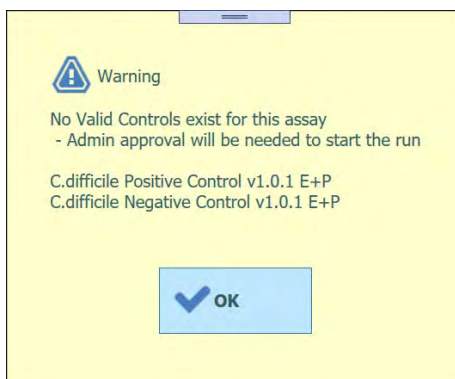 Warning
No Valid Controls exist for this assay
- Admin approval will be needed to start the run
C.difficile Positive Control v1.0.1 E+P
C.difficile Negative Control v1.0.1 E+P
OK